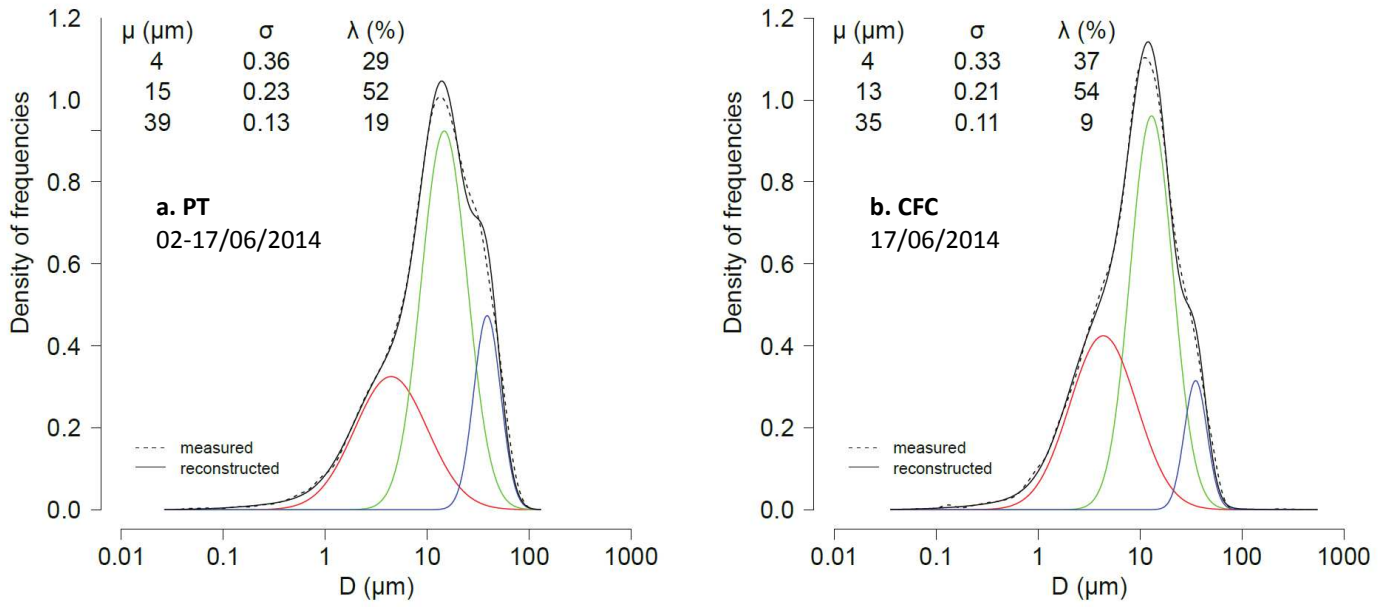 μ (μm) σ λ (%)
4 0.36 29
15 0.23 52
39 0.13 19
a. PT
02-17/06/2014
measured
reconstructed
Density of frequencies
1.2
1.0
0.8
0.6
0.4
0.2
0.0
0.01 0.1 1 10 100 1000
D (μm)
μ (μm) σ λ (%)
4 0.33 37
13 0.21 54
35 0.11 9
b. CFC
17/06/2014
measured
reconstructed
Density of frequencies
1.2
1.0
0.8
0.6
0.4
0.2
0.0
0.01 0.1 1 10 100 1000
D (μm)